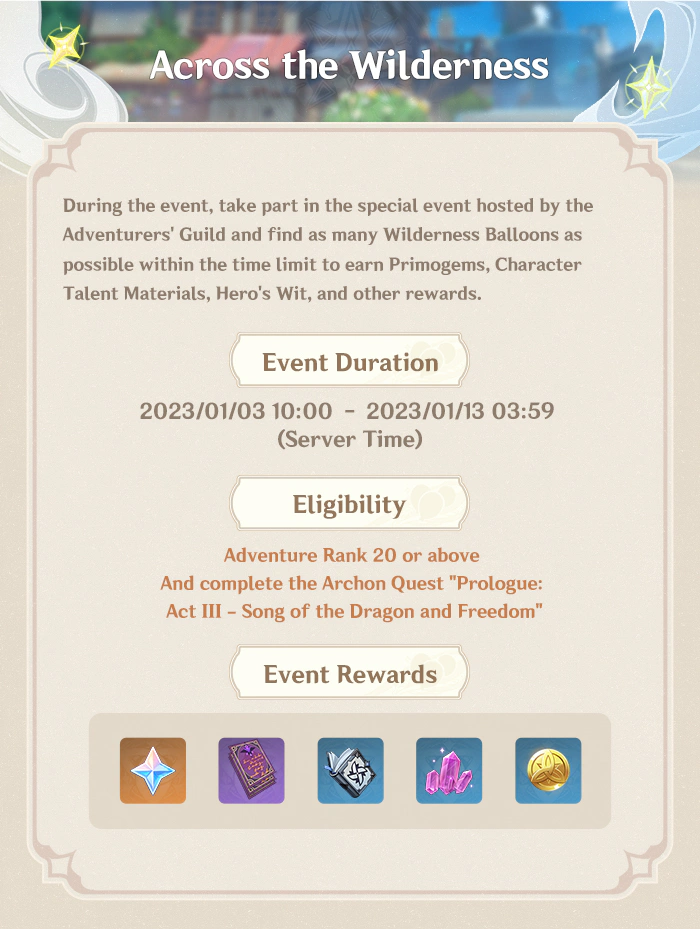 Across the Wilderness
During the event, take part in the special event hosted by the
Adventurers' Guild and find as many Wilderness Balloons as
possible within the time limit to earn Primogems, Character
Talent Materials, Hero's Wit, and other rewards.
Event Duration
2023/01/03 10:00 – 2023/01/13 03:59
(Server Time)
Eligibility
Adventure Rank 20 or above
And complete the Archon Quest "Prologue:
Act III – Song of the Dragon and Freedom"
Event Rewards